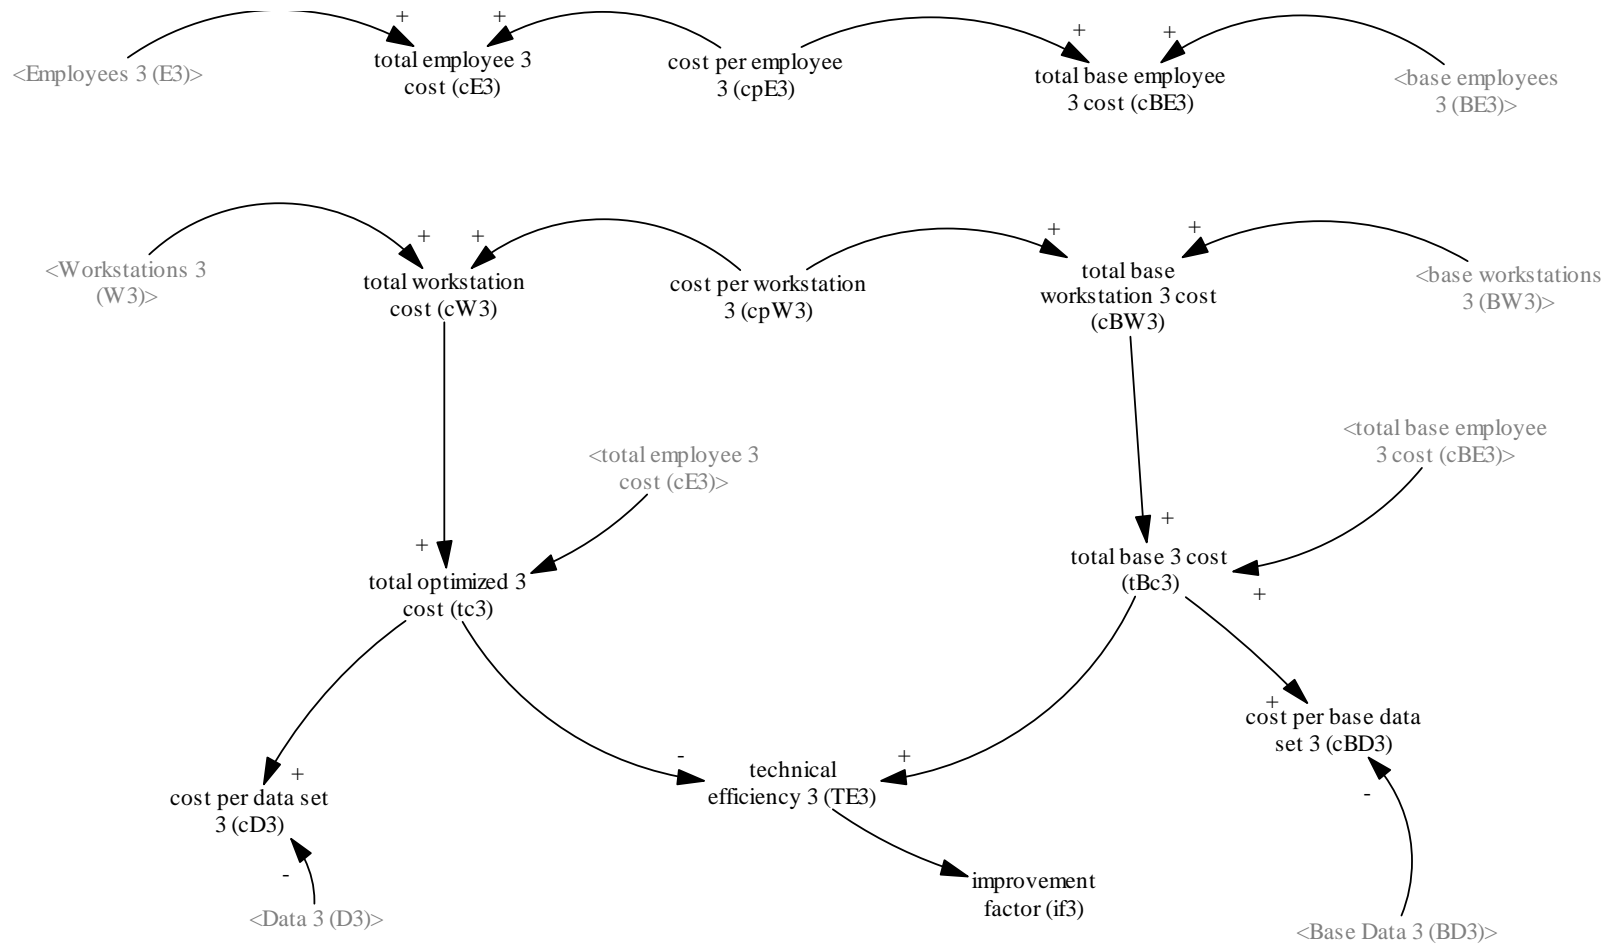 +
+
+
+
<Employees 3 (E3)>
total employee 3
cost (cE3)
cost per employee
3 (cpE3)
total base employee
3 cost (cBE3)
<base employees
3 (BE3)>
+
+
+
+
<Workstations 3
(W3)>
total workstation
cost (cW3)
cost per workstation
3 (cpW3)
total base
workstation 3 cost
(cBW3)
<base workstations
3 (BW3)>
<total employee 3
cost (cE3)>
<total base employee
3 cost (cBE3)>
+
+
total optimized 3
cost (tc3)
total base 3 cost
(tBc3)
+
+
cost per base data
set 3 (cBD3)
-
+
-
+
technical
efficiency 3 (TE3)
cost per data set
3 (cD3)
-
improvement
factor (if3)
<Data 3 (D3)>
<Base Data 3 (BD3)>